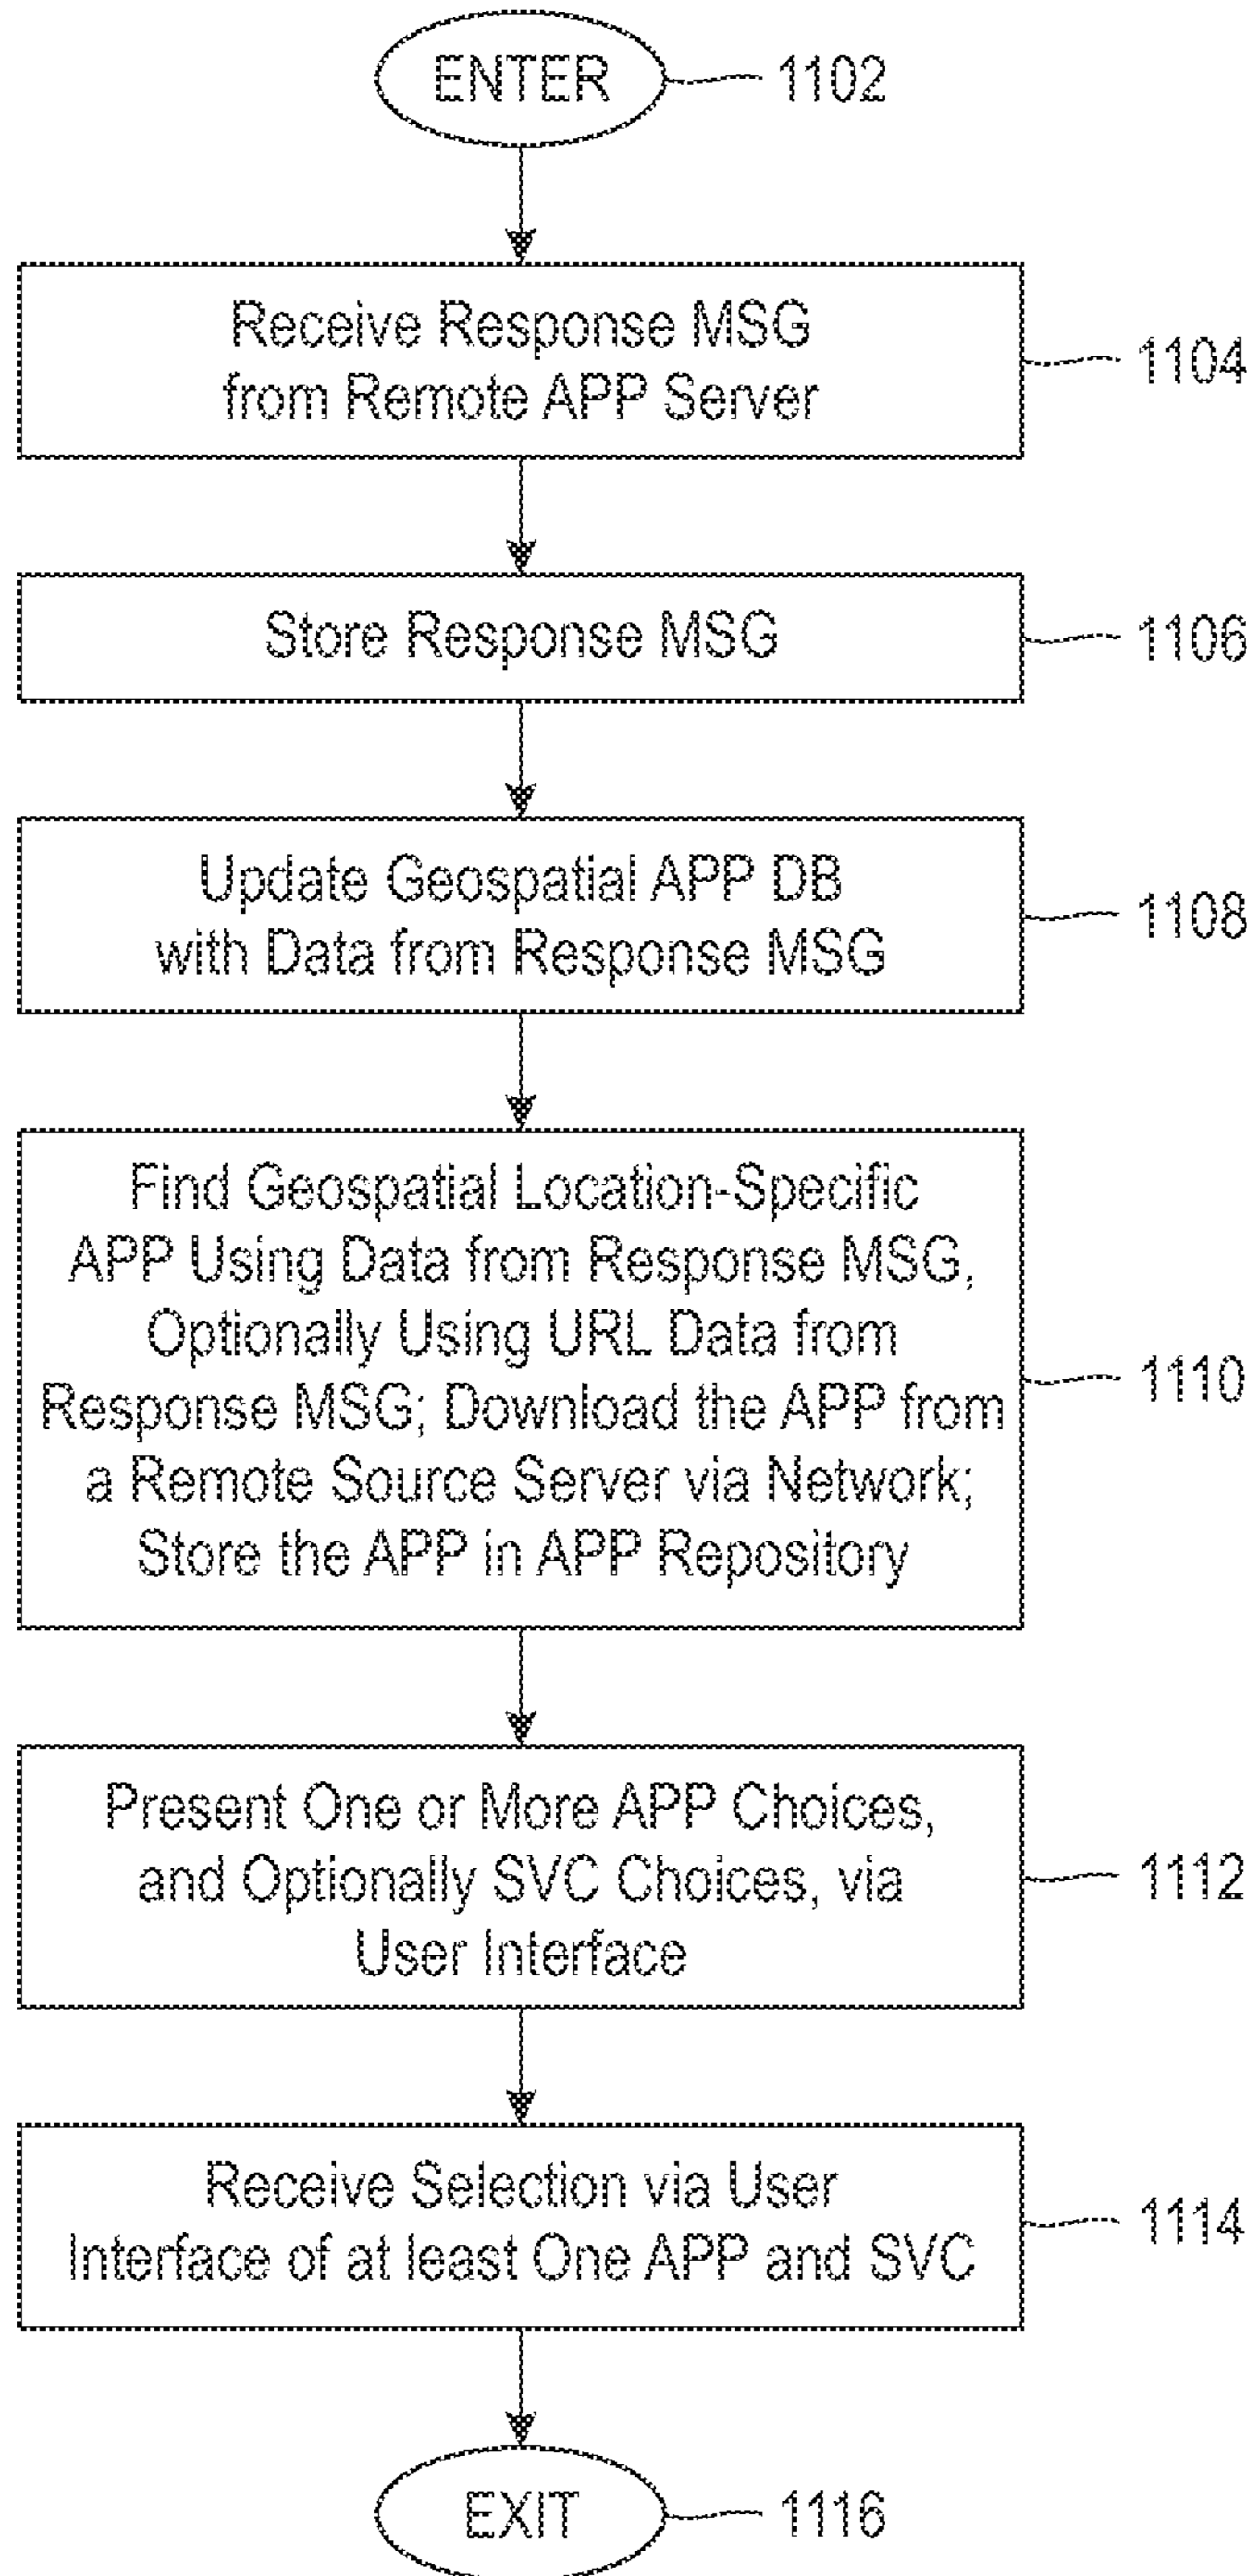 ENTER
1102
Receive Response MSG
from Remote APP Server
1104
Store Response MSG
1106
Update Geospatial APP DB
with Data from Response MSG
1108
Find Geospatial Location-Specific
APP Using Data from Response MSG,
Optionally Using URL Data from
Response MSG; Download the APP from
a Remote Source Server via Network;
Store the APP in APP Repository
1110
Present One or More APP Choices,
and Optionally SVC Choices, via
User Interface
1112
Receive Selection via User
Interface of at least One APP and SVC
1114
EXIT
1116